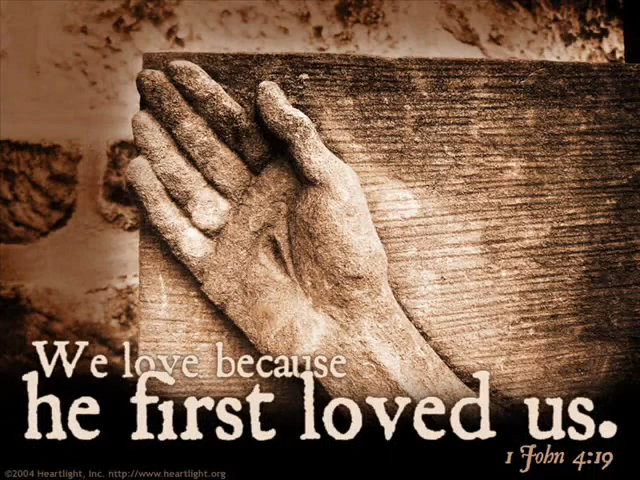 We love because
he first loved us.
1 John 4:19
©2004 Heartlight, Inc. http://www.heartlight.org